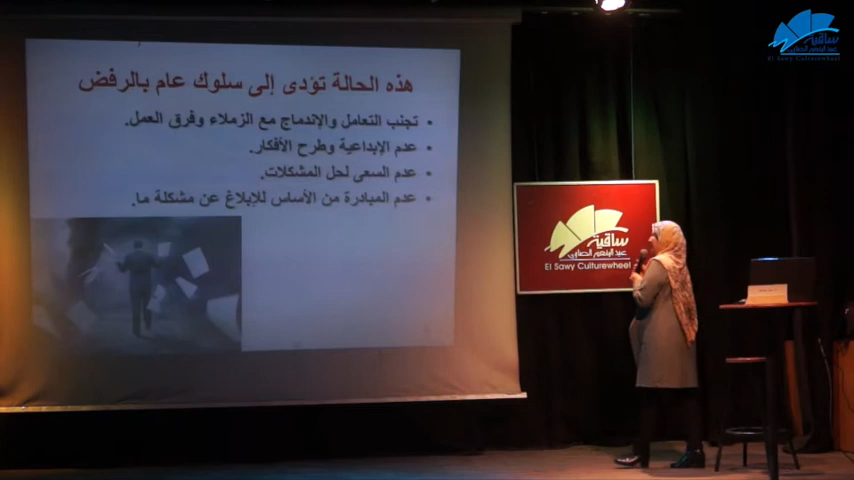 هذه الحالة تؤدى إلى سلوك عام بالرفض
• تجنب التعامل والإندماج مع الزملاء وفرق العمل.
• عدم الإبداعية وطرح الأفكار.
• عدم السعى لحل المشكلات.
• عدم المبادرة من الأساس للإبلاغ عن مشكلة ما.
ساقية
عبد المنعم الصاوي
El Sawy Culturewheel
ساقية
عبد المنعم الصاوي
El Sawy Culturewheel